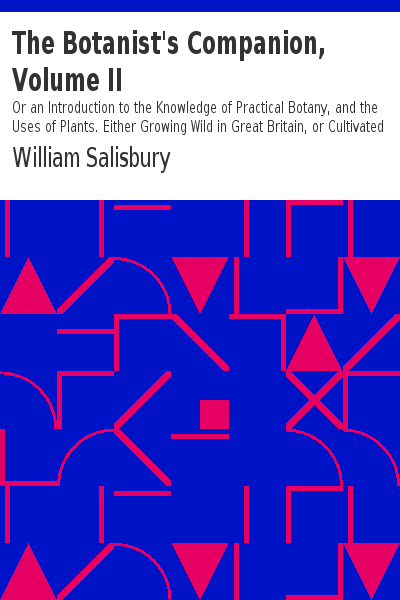 The Botanist's Companion,
Volume II
Or an Introduction to the Knowledge of Practical Botany, and the
Uses of Plants. Either Growing Wild in Great Britain, or Cultivated
William Salisbury